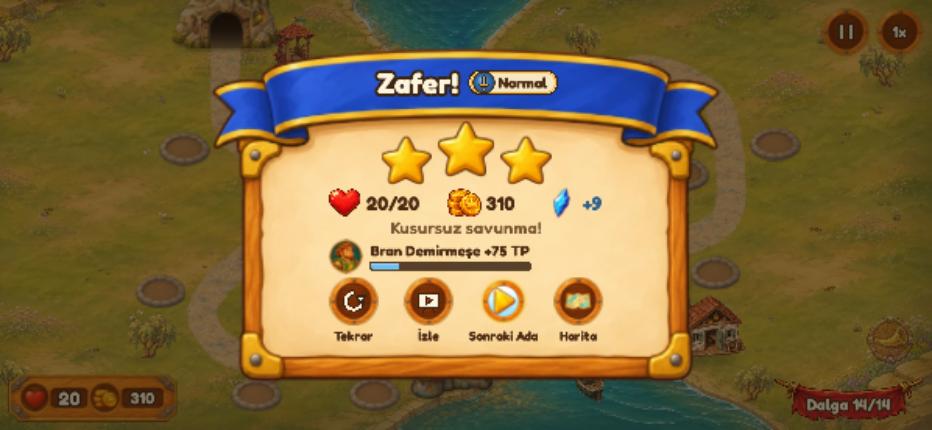 1x
Zafer! Normal
20/20 310 +9
Kusursuz savunma!
Bran Demirmeşe +75 TP
Tekrar İzle Sonraki Ada Harita
20 310
Dalga 14/14